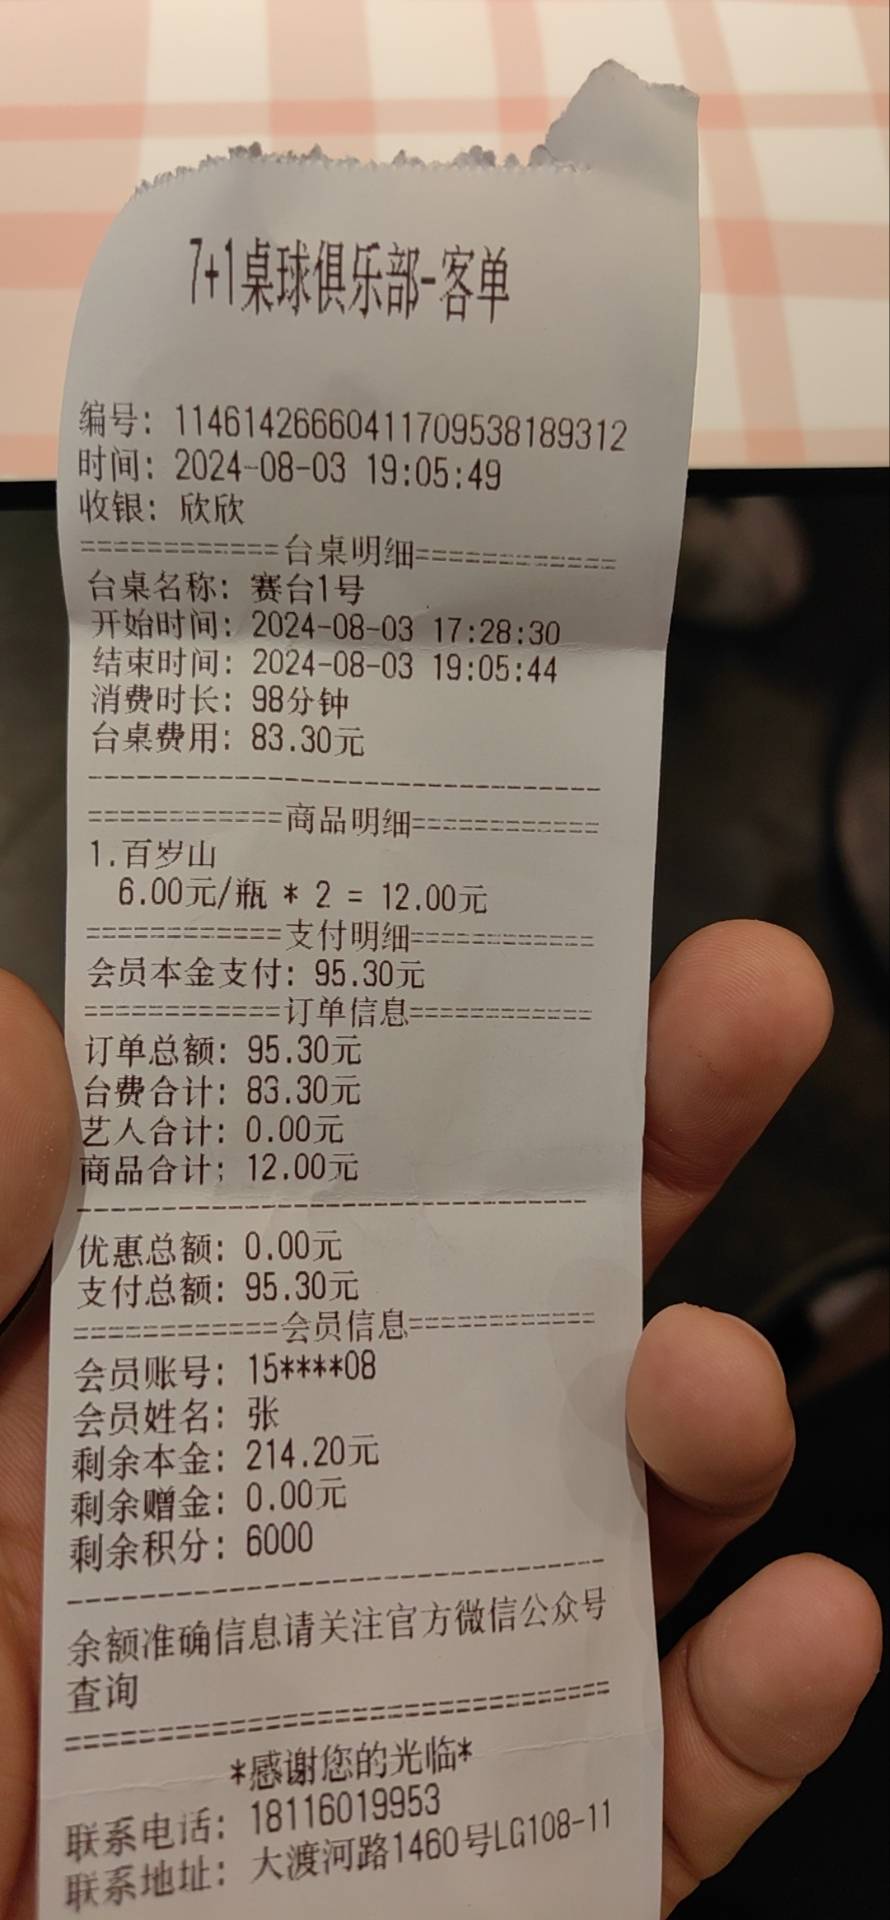 7+1桌球俱乐部-客单
编号: 1146142666041170953818​9312
时间: 2024-08-03 19:05:49
收银: 欣欣
============台桌明细============
台桌名称: 赛台1号
开始时间: 2024-08-03 17:28:30
结束时间: 2024-08-03 19:05:44
消费时长: 98分钟
台桌费用: 83.30元
--------------------------------
============商品明细============
1.百岁山
6.00元/瓶 * 2 = 12.00元
============支付明细============
会员本金支付: 95.30元
============订单信息============
订单总额: 95.30元
台费合计: 83.30元
艺人合计: 0.00元
商品合计: 12.00元
--------------------------------
优惠总额: 0.00元
支付总额: 95.30元
============会员信息============
会员账号: 15****08
会员姓名: 张
剩余本金: 214.20元
剩余赠金: 0.00元
剩余积分: 6000
--------------------------------
余额准确信息请关注官方微信公众号
查询
================================
*感谢您的光临*
联系电话: 18116019953
联系地址: 大渡河路1460号LG108-11